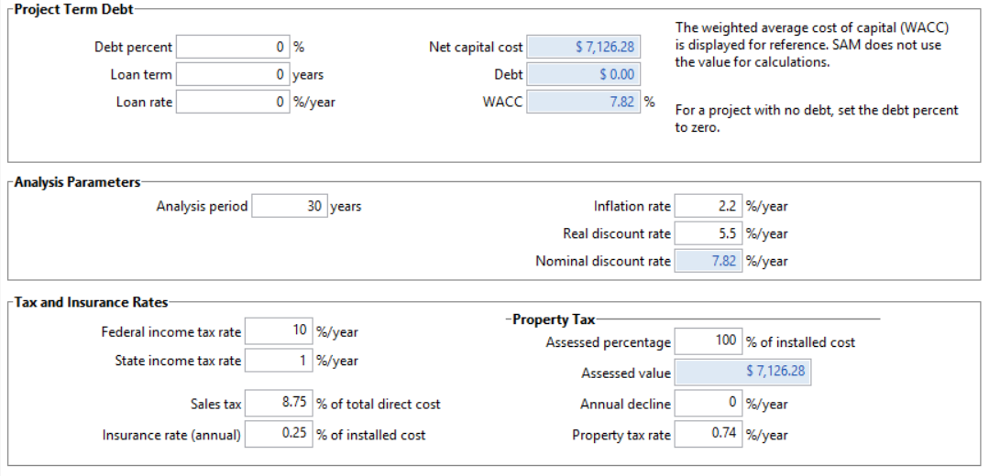 Project Term Debt
Debt percent 0 %
Loan term 0 years
Loan rate 0 %/year
Net capital cost $ 7,126.28
Debt $ 0.00
WACC 7.82 %
The weighted average cost of capital (WACC)
is displayed for reference. SAM does not use
the value for calculations.
For a project with no debt, set the debt percent
to zero.
Analysis Parameters
Analysis period 30 years
Inflation rate 2.2 %/year
Real discount rate 5.5 %/year
Nominal discount rate 7.82 %/year
Tax and Insurance Rates
Federal income tax rate 10 %/year
State income tax rate 1 %/year
Sales tax 8.75 % of total direct cost
Insurance rate (annual) 0.25 % of installed cost
Property Tax
Assessed percentage 100 % of installed cost
Assessed value $ 7,126.28
Annual decline 0 %/year
Property tax rate 0.74 %/year